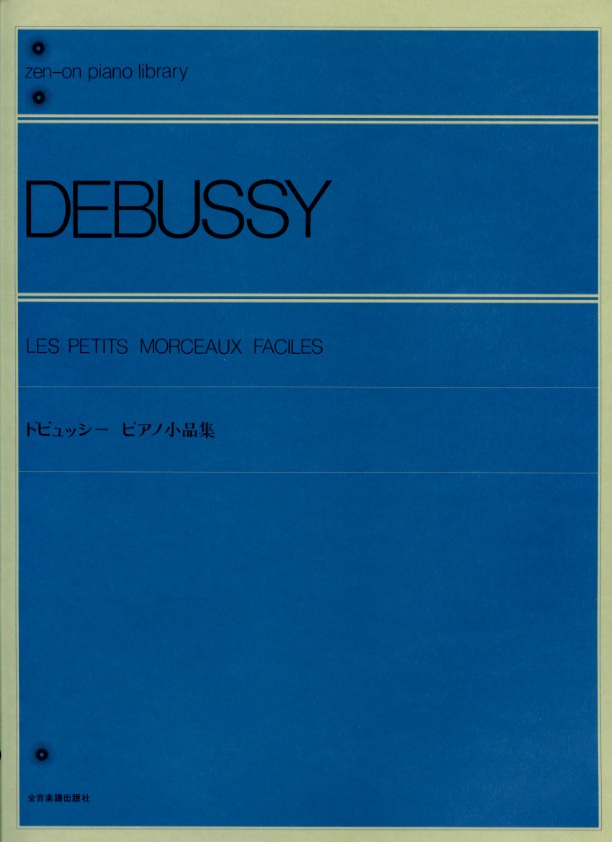 zen-on piano library
DEBUSSY
LES PETITS MORCEAUX FACILES
ドビュッシー ピアノ小品集
全音楽譜出版社